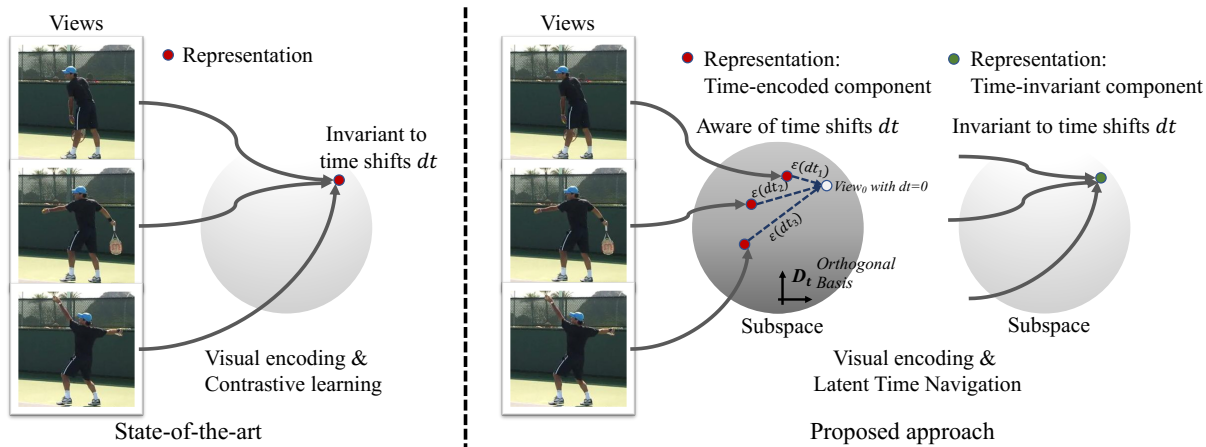 Views
Representation
Invariant to
time shifts dt
Visual encoding &
Contrastive learning
State-of-the-art
Views
Representation:
Time-encoded component
Representation:
Time-invariant component
Aware of time shifts dt
Invariant to time shifts dt
ε(dt₁)
ε(dt₂)
View₀ with dt=0
ε(dt₃)
Dₜ Orthogonal
Basis
Subspace
Subspace
Visual encoding &
Latent Time Navigation
Proposed approach